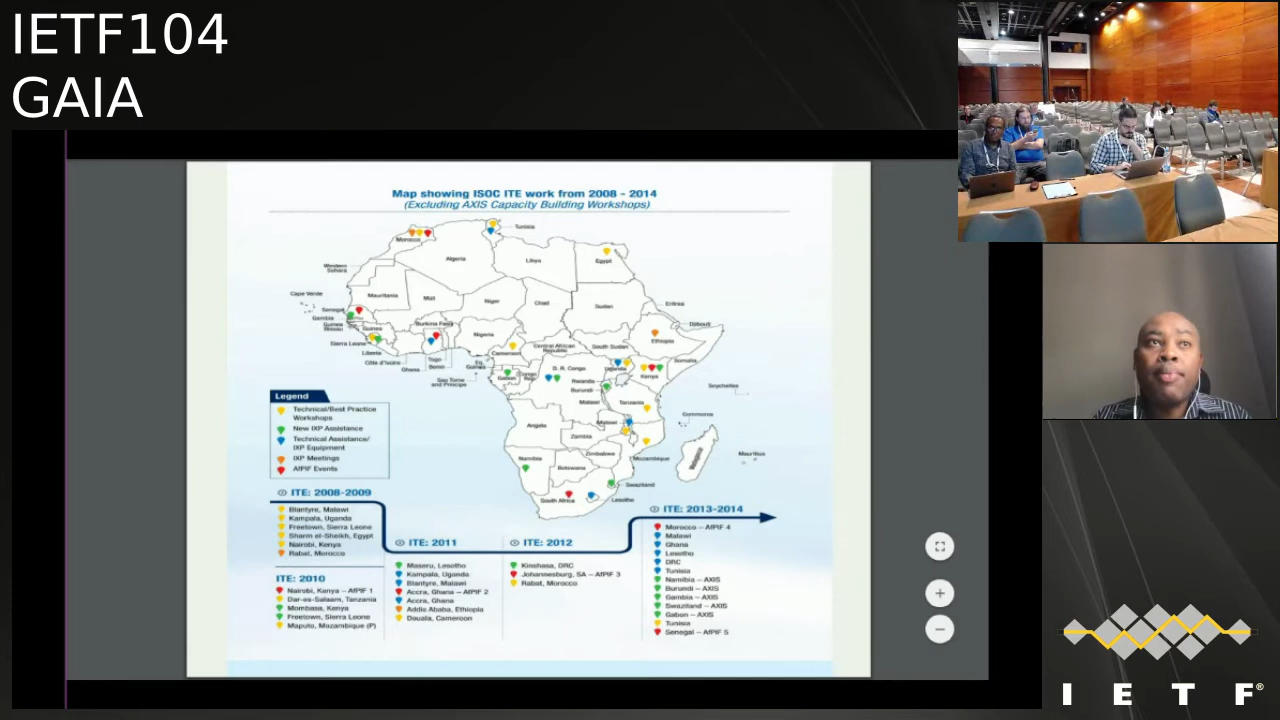 IETF104
GAIA
Map showing ISOC ITE work from 2008 - 2014
(Excluding AXIS Capacity Building Workshops)
Tunisia
Morocco
Algeria
Libya
Egypt
Western
Sahara
Cape Verde
Mauritania
Mali
Niger
Chad
Sudan
Eritrea
Senegal
Gambia
Guinea
Bissau
Guinea
Burkina Faso
Nigeria
Djibouti
Ethiopia
Sierra Leone
Liberia
Côte d'Ivoire
Ghana
Togo
Benin
Cameroon
Central African
Republic
South Sudan
Somalia
Eq.
Guinea
Sao Tome
and Principe
Gabon
D. R. Congo
Uganda
Kenya
Rwanda
Burundi
Seychelles
Malawi
Tanzania
Comoros
Angola
Malawi
Zambia
Zimbabwe
Mozambique
Madagascar
Mauritius
Namibia
Botswana
Swaziland
South Africa
Lesotho
Legend
Technical/Best Practice
Workshops
New IXP Assistance
Technical Assistance/
IXP Equipment
IXP Meetings
AfPIF Events
ITE: 2008-2009
Blantyre, Malawi
Kampala, Uganda
Freetown, Sierra Leone
Sharm el-Sheikh, Egypt
Nairobi, Kenya
Rabat, Morocco
ITE: 2010
Nairobi, Kenya – AfPIF 1
Dar-es-Salaam, Tanzania
Mombasa, Kenya
Freetown, Sierra Leone
Maputo, Mozambique (P)
ITE: 2011
Maseru, Lesotho
Kampala, Uganda
Blantyre, Malawi
Accra, Ghana – AfPIF 2
Accra, Ghana
Addis Ababa, Ethiopia
Douala, Cameroon
ITE: 2012
Kinshasa, DRC
Johannesburg, SA – AfPIF 3
Rabat, Morocco
ITE: 2013-2014
Morocco – AfPIF 4
Malawi
Ghana
Lesotho
DRC
Tunisia
Namibia – AXIS
Burundi – AXIS
Gambia – AXIS
Swaziland – AXIS
Gabon – AXIS
Tunisia
Senegal – AfPIF 5
I E T F®